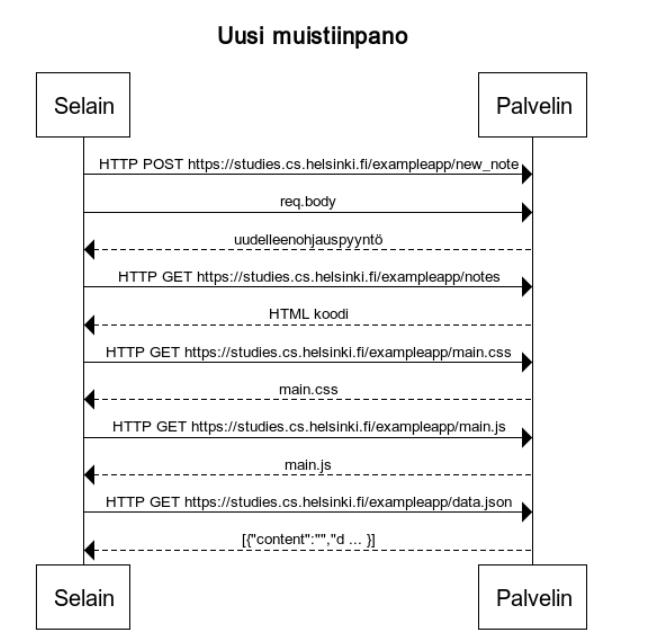 Uusi muistiinpano
Selain
Palvelin
HTTP POST https://studies.cs.helsinki.fi/exampleapp/new_note
req.body
uudelleenohjauspyyntö
HTTP GET https://studies.cs.helsinki.fi/exampleapp/notes
HTML koodi
HTTP GET https://studies.cs.helsinki.fi/exampleapp/main.css
main.css
HTTP GET https://studies.cs.helsinki.fi/exampleapp/main.js
main.js
HTTP GET https://studies.cs.helsinki.fi/exampleapp/data.json
[{"content":"","d ... }]
Selain
Palvelin